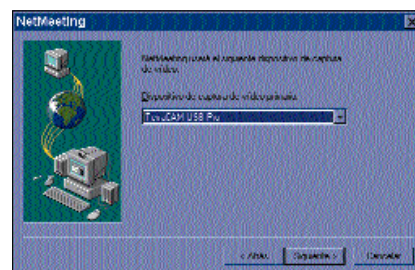 NetMeeting
NetMeeting usará el siguiente dispositivo de captura
de vídeo.
Dispositivo de captura de vídeo primario:
TerraCAM USB Pro
< Atrás
Siguiente >
Cancelar